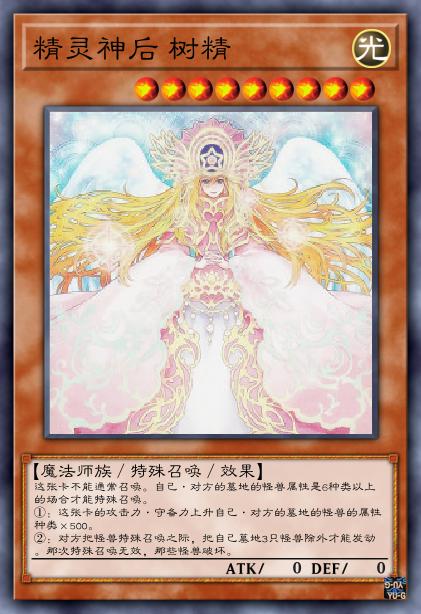 精灵神后 树精
光
【魔法师族／特殊召唤／效果】
这张卡不能通常召唤。自己·对方的墓地的怪兽属性是6种类以上
的场合才能特殊召唤。
①：这张卡的攻击力·守备力上升自己·对方的墓地的怪兽的属性
种类×500。
②：对方把怪兽特殊召唤之际，把自己墓地3只怪兽除外才能发动
。那次特殊召唤无效，那些怪兽破坏。
ATK/ 0 DEF/ 0